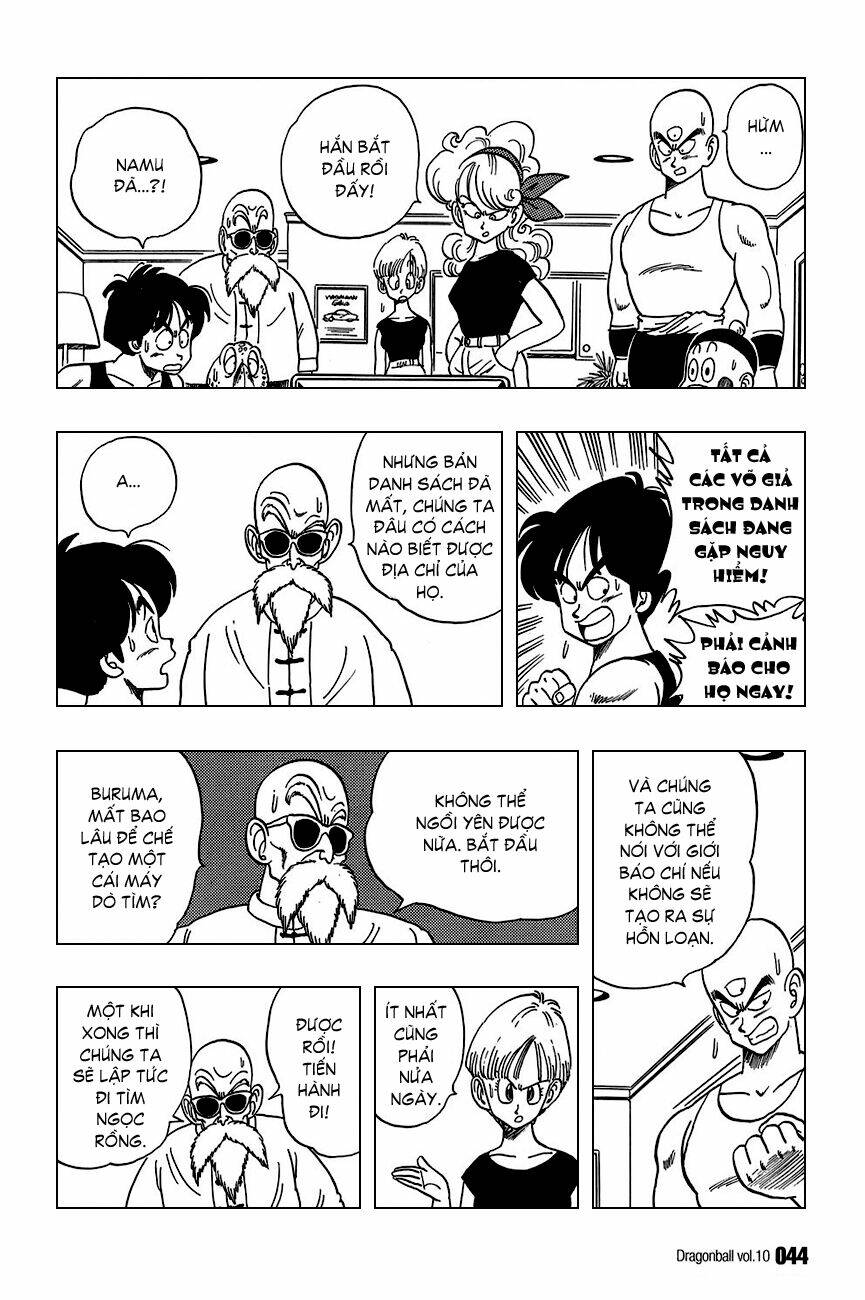 HỪM
...
HẮN BẮT
ĐẦU RỒI
ĐẤY!
NAMU
ĐÃ...?!
TẤT CẢ
CÁC VÕ GIẢ
TRONG DANH
SÁCH ĐANG
GẶP NGUY
HIỂM!
PHẢI CẢNH
BÁO CHO
HỌ NGAY!
NHƯNG BẢN
DANH SÁCH ĐÃ
MẤT, CHÚNG TA
ĐÂU CÓ CÁCH
NÀO BIẾT ĐƯỢC
ĐỊA CHỈ CỦA
HỌ.
A...
VÀ CHÚNG
TA CŨNG
KHÔNG THỂ
NÓI VỚI GIỚI
BÁO CHÍ NẾU
KHÔNG SẼ
TẠO RA SỰ
HỖN LOẠN.
KHÔNG THỂ
NGỒI YÊN ĐƯỢC
NỮA. BẮT ĐẦU
THÔI.
BURUMA,
MẤT BAO
LÂU ĐỂ CHẾ
TẠO MỘT
CÁI MÁY
DÒ TÌM?
ÍT NHẤT
CŨNG
PHẢI
NỬA
NGÀY.
ĐƯỢC
RỒI!
TIẾN
HÀNH
ĐI!
MỘT KHI
XONG THÌ
CHÚNG TA
SẼ LẬP TỨC
ĐI TÌM
NGỌC
RỒNG.
Dragonball vol.10 044